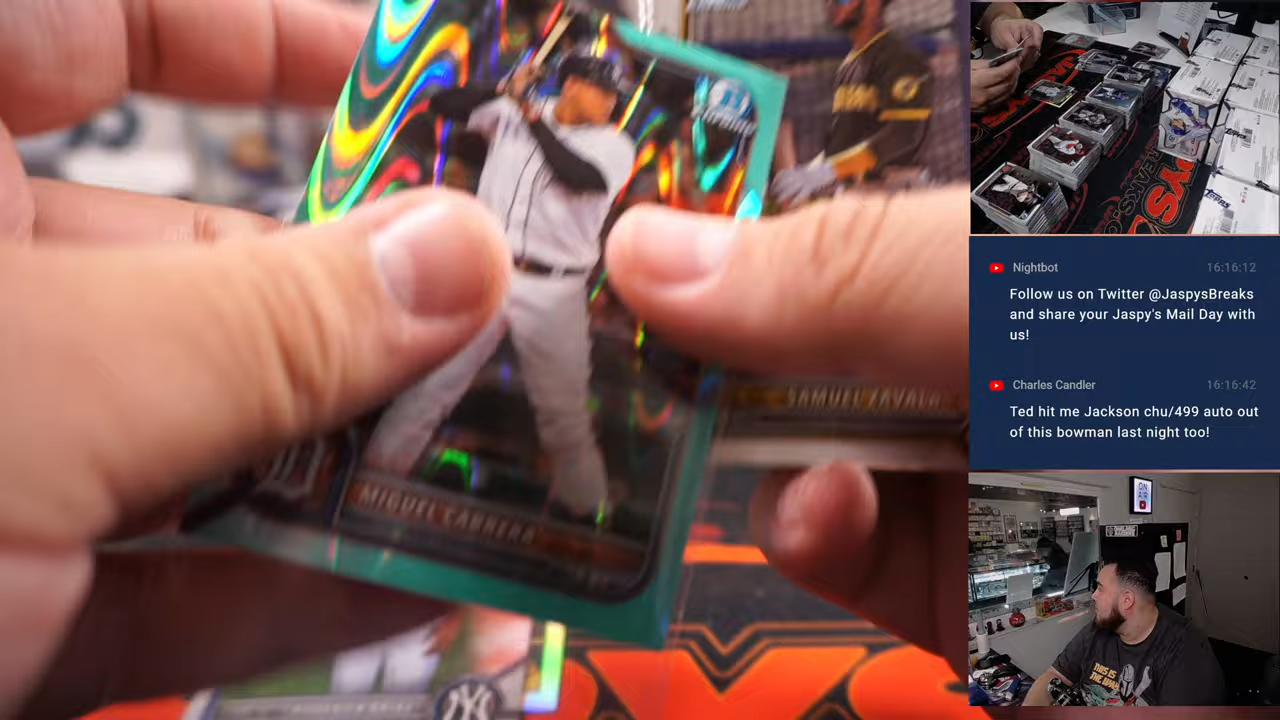 MIGUEL CABRERA
SAMUEL ZAVALA
Nightbot
16:16:12
Follow us on Twitter @JaspysBreaks
and share your Jaspy's Mail Day with
us!
Charles Candler
16:16:42
Ted hit me Jackson chu/499 auto out
of this bowman last night too!
ON
AIR
THIS IS